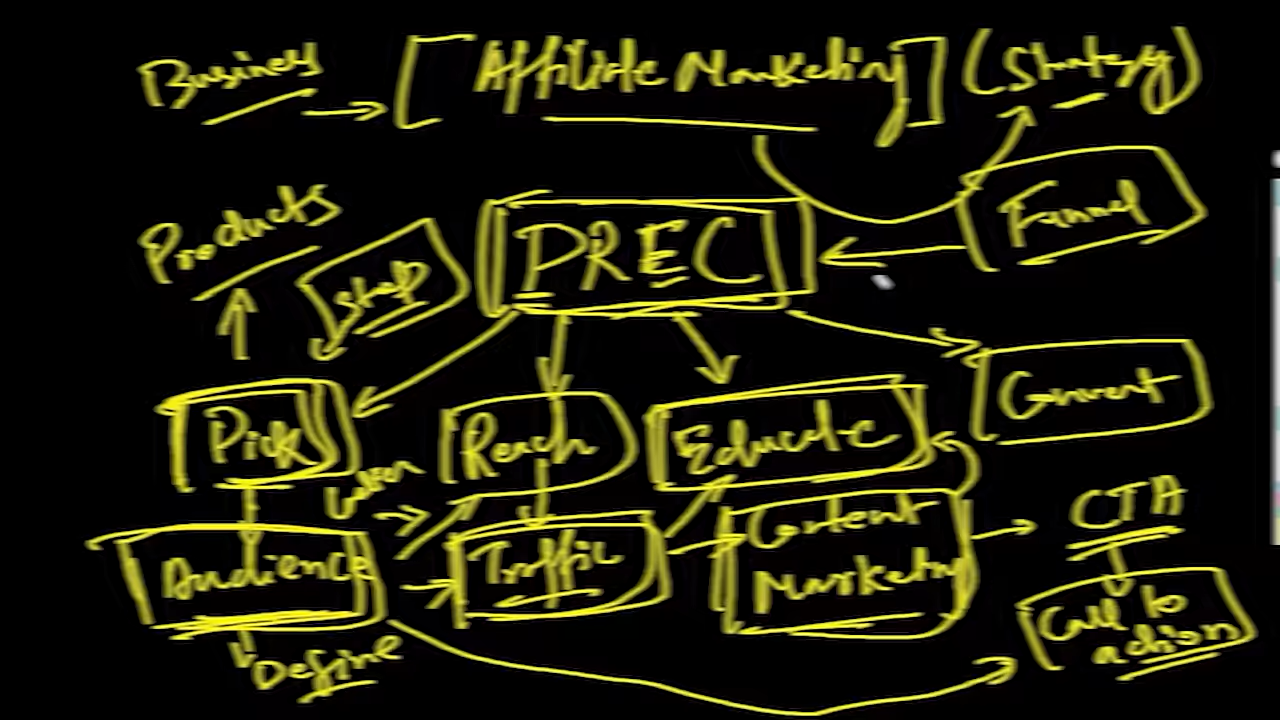 Business → [Affiliate Marketing] (Strategy)
Products
Step
PREC
Funnel
Pick
Reach
Educate
Convert
Audience
Traffic
Content
Marketing
CTA
Define
Call to
action